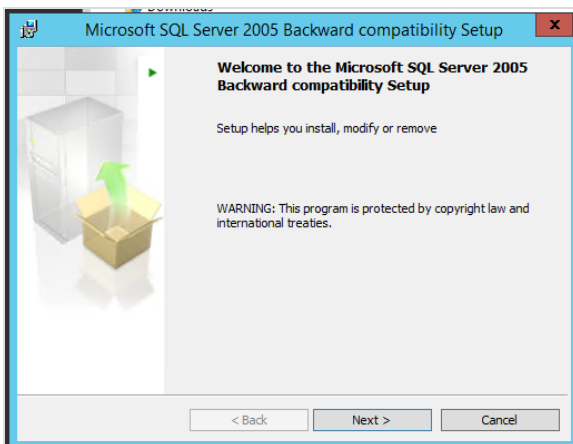 Downloads
Microsoft SQL Server 2005 Backward compatibility Setup
x
Welcome to the Microsoft SQL Server 2005
Backward compatibility Setup
Setup helps you install, modify or remove
WARNING: This program is protected by copyright law and
international treaties.
< Back
Next >
Cancel